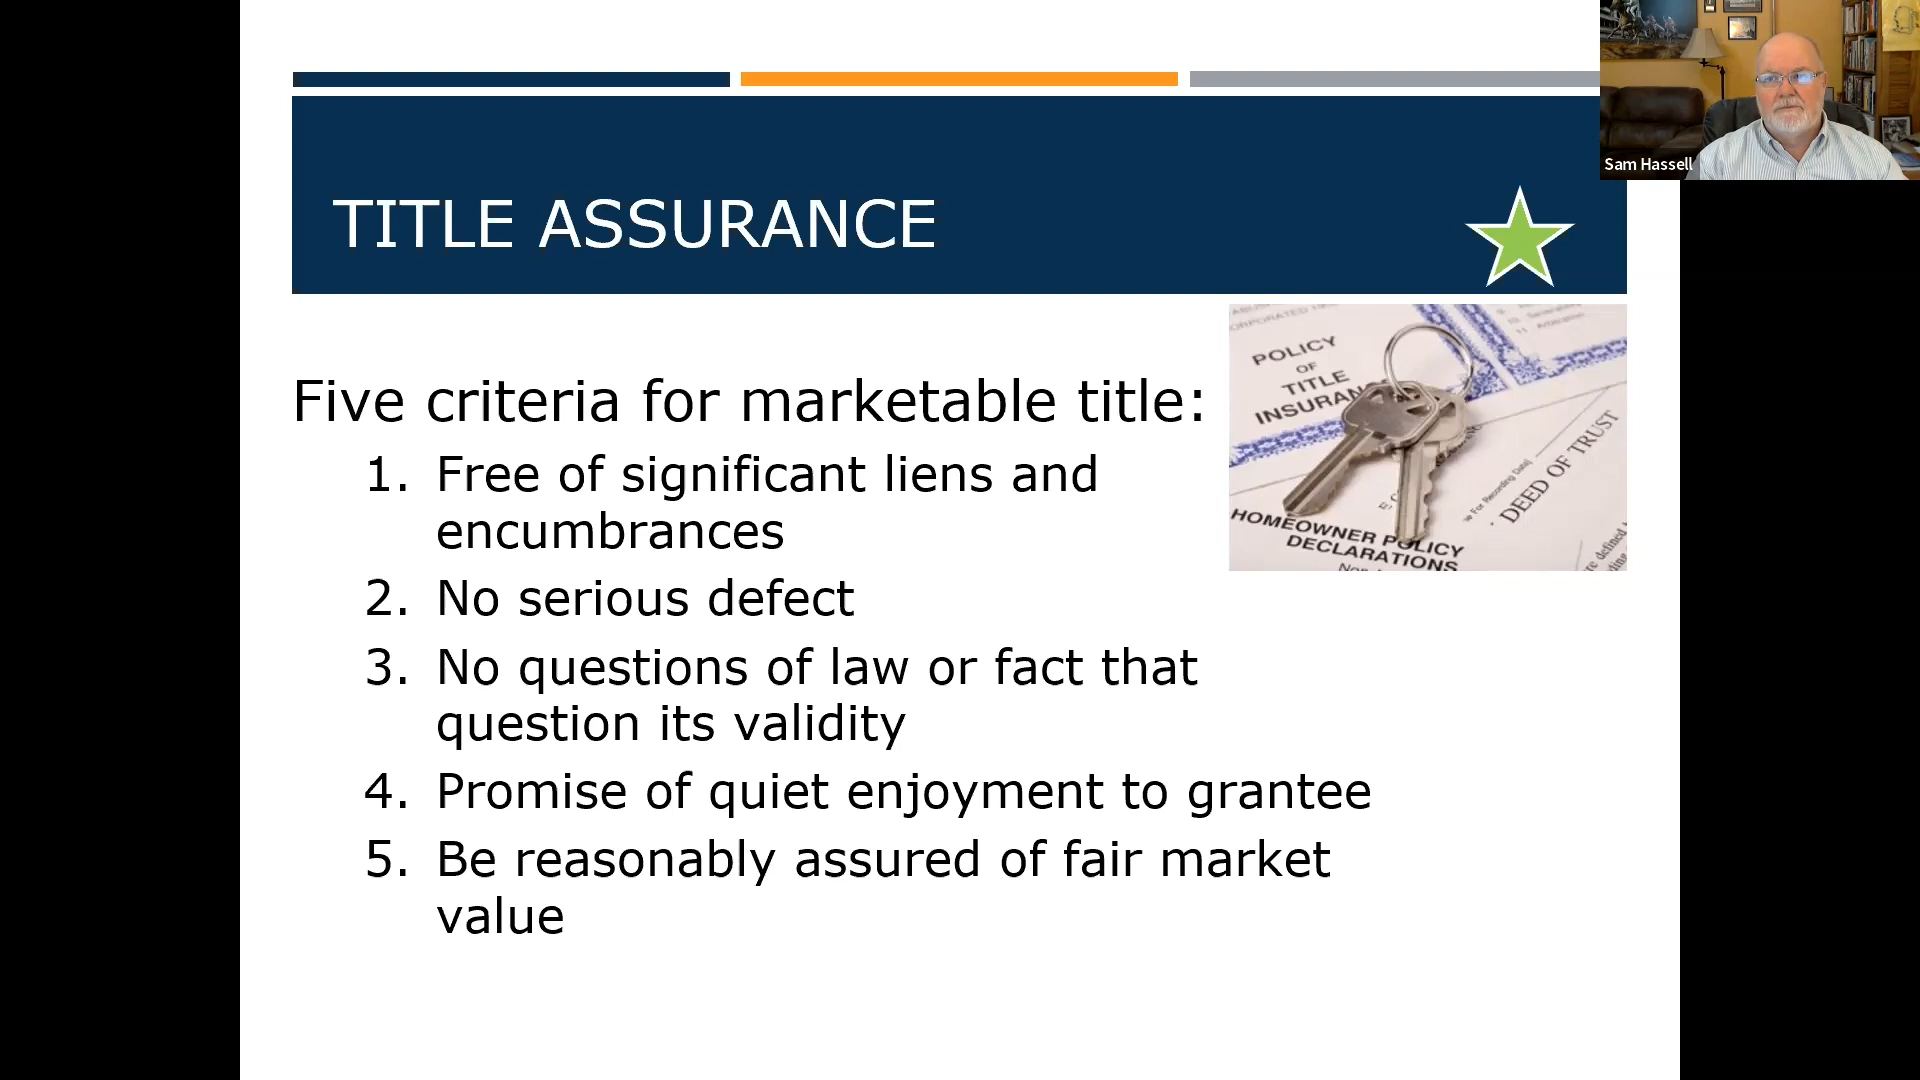 Sam Hassell
TITLE ASSURANCE
Five criteria for marketable title:
1. Free of significant liens and
encumbrances
2. No serious defect
3. No questions of law or fact that
question its validity
4. Promise of quiet enjoyment to grantee
5. Be reasonably assured of fair market
value
POLICY
OF
TITLE
INSURAN
DEED OF TRUST
HOMEOWNER POLICY
DECLARATIONS